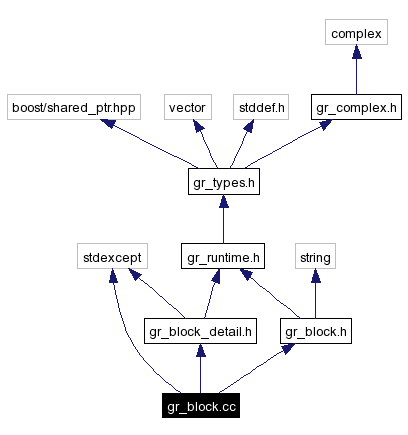 complex
boost/shared_ptr.hpp
vector
stddef.h
gr_complex.h
gr_types.h
stdexcept
gr_runtime.h
string
gr_block_detail.h
gr_block.h
gr_block.cc